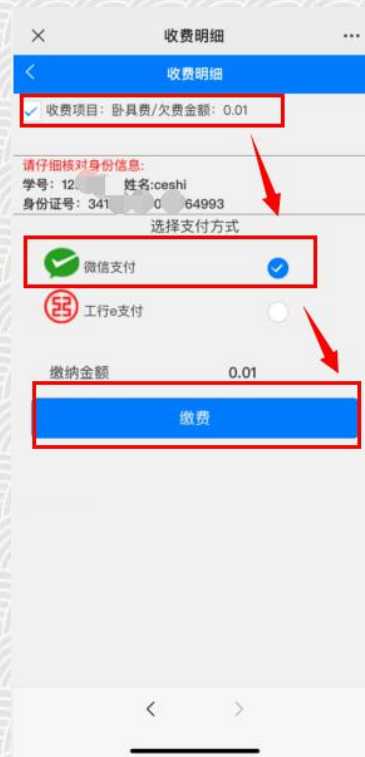 收费明细
收费明细
收费项目：卧具费/欠费金额：0.01
请仔细核对身份信息:
学号：12 姓名:ceshi
身份证号：341 0 64993
选择支付方式
微信支付
工行e支付
缴纳金额 0.01
缴费